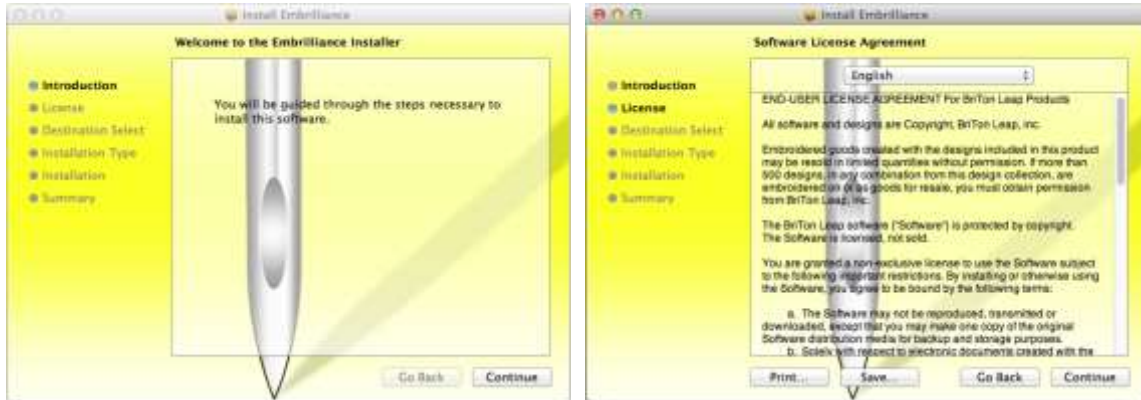 Install Embrilliance
Welcome to the Embrilliance Installer
Introduction
License
Destination Select
Installation Type
Installation
Summary
You will be guided through the steps necessary to
install this software.
Go Back
Continue
Install Embrilliance
Software License Agreement
Introduction
License
Destination Select
Installation Type
Installation
Summary
English
END-USER LICENSE AGREEMENT For BriTon Leap Products
All software and designs are Copyright, BriTon Leap, Inc.
Embroidered goods created with the designs included in this product
may be resold in limited quantities without permission. If more than
500 designs, in any combination from this design collection, are
embroidered on or as goods for resale, you must obtain permission
from BriTon Leap, Inc.
The BriTon Leap software ("Software") is protected by copyright.
The Software is licensed, not sold.
You are granted a non-exclusive license to use the Software subject
to the following important restrictions. By installing or otherwise using
the Software, you agree to be bound by the following terms:
a. The Software may not be reproduced, transmitted or
downloaded, except that you may make one copy of the original
Software distribution media for backup and storage purposes.
b. Solely with respect to electronic documents created with the
Print...
Save...
Go Back
Continue